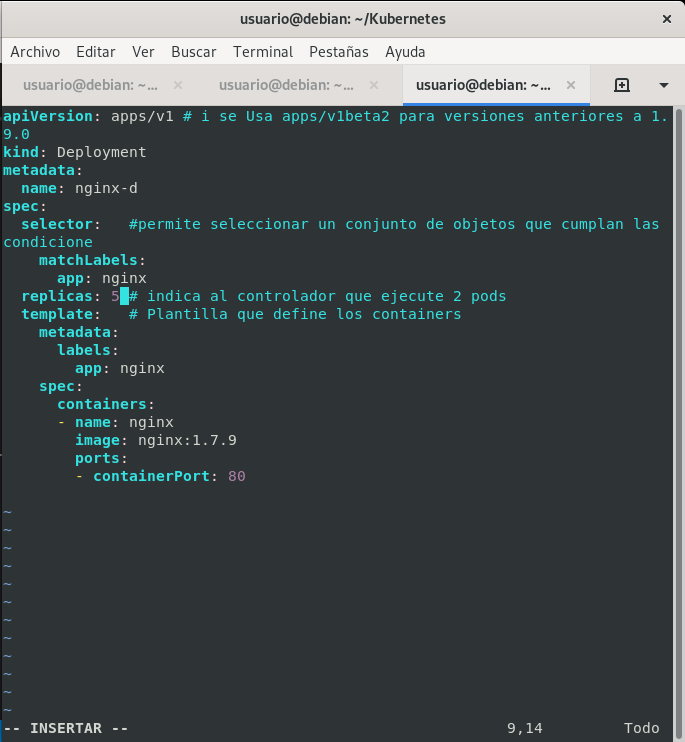 usuario@debian: ~/Kubernetes ×
Archivo Editar Ver Buscar Terminal Pestañas Ayuda
usuario@debian: ~... × usuario@debian: ~... × usuario@debian: ~... ×
apiVersion: apps/v1 # i se Usa apps/v1beta2 para versiones anteriores a 1.
9.0
kind: Deployment
metadata:
  name: nginx-d
spec:
  selector:   #permite seleccionar un conjunto de objetos que cumplan las
condicione
    matchLabels:
      app: nginx
  replicas: 5 # indica al controlador que ejecute 2 pods
  template:   # Plantilla que define los containers
    metadata:
      labels:
        app: nginx
    spec:
      containers:
      - name: nginx
        image: nginx:1.7.9
        ports:
        - containerPort: 80
~
~
~
~
~
~
~
~
~
~
~
~
-- INSERTAR -- 9,14 Todo